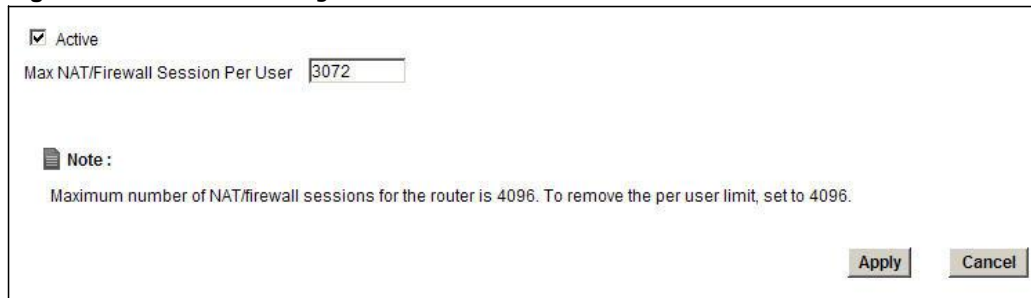 Active
Max NAT/Firewall Session Per User 3072
Note :
Maximum number of NAT/firewall sessions for the router is 4096. To remove the per user limit, set to 4096.
Apply Cancel